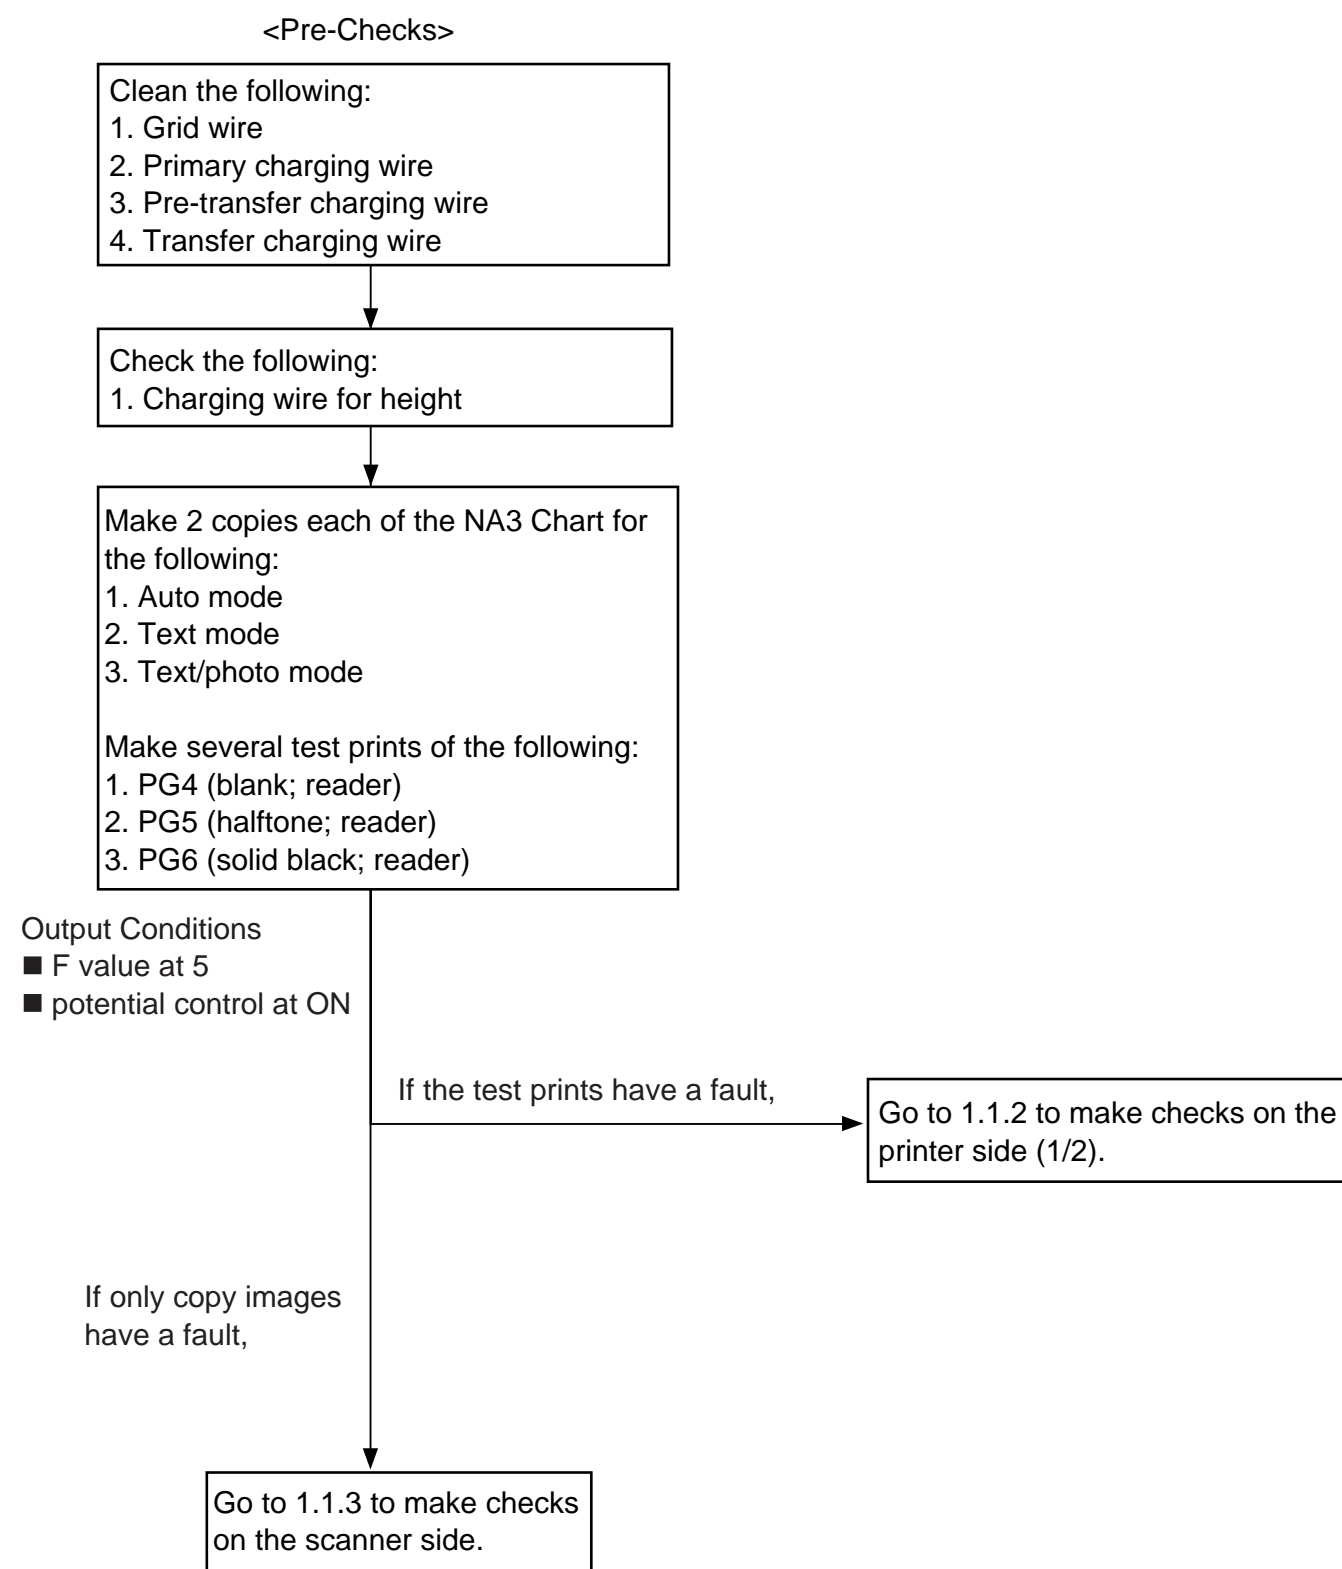 <Pre-Checks>
Clean the following:
1. Grid wire
2. Primary charging wire
3. Pre-transfer charging wire
4. Transfer charging wire
Check the following:
1. Charging wire for height
Make 2 copies each of the NA3 Chart for
the following:
1. Auto mode
2. Text mode
3. Text/photo mode
Make several test prints of the following:
1. PG4 (blank; reader)
2. PG5 (halftone; reader)
3. PG6 (solid black; reader)
Output Conditions
■ F value at 5
■ potential control at ON
If the test prints have a fault,
Go to 1.1.2 to make checks on the
printer side (1/2).
If only copy images
have a fault,
Go to 1.1.3 to make checks
on the scanner side.